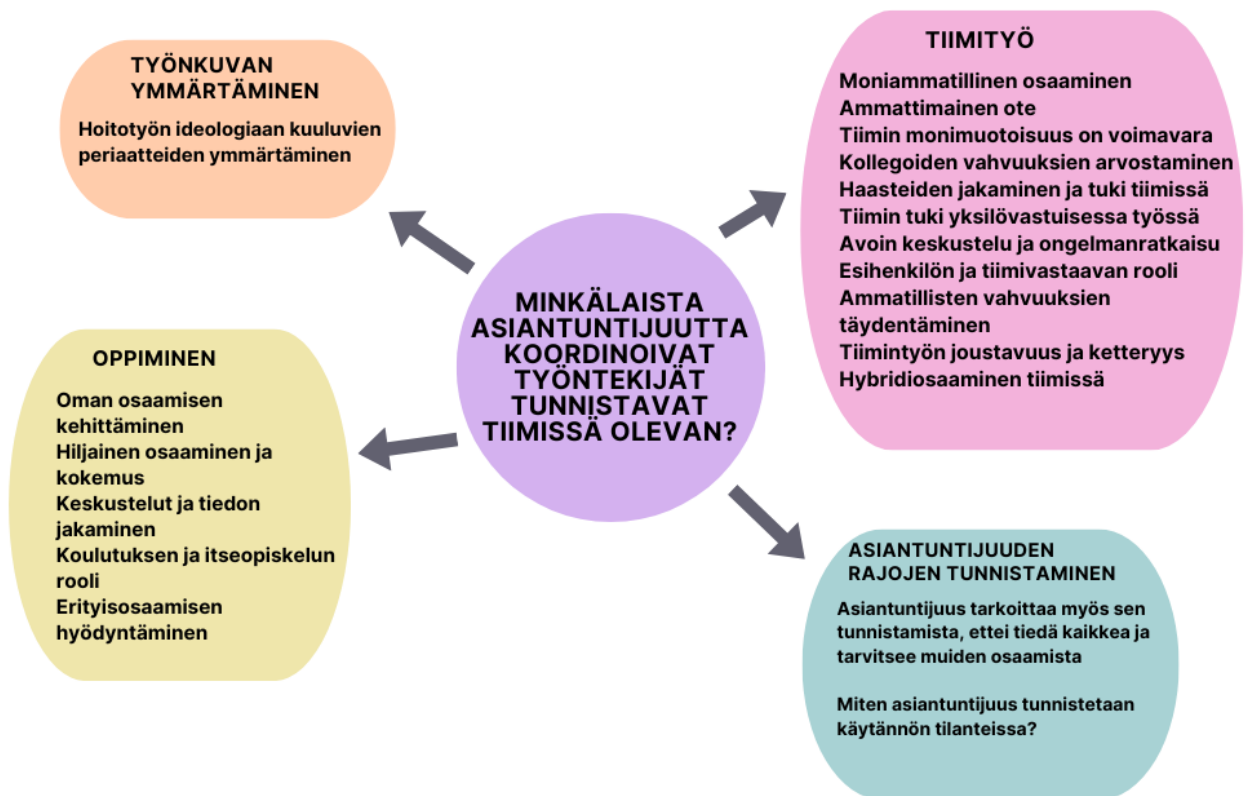 TYÖNKUVAN
YMMÄRTÄMINEN
Hoitotyön ideologiaan kuuluvien
periaatteiden ymmärtäminen
TIIMITYÖ
Moniammatillinen osaaminen
Ammattimainen ote
Tiimin monimuotoisuus on voimavara
Kollegoiden vahvuuksien arvostaminen
Haasteiden jakaminen ja tuki tiimissä
Tiimin tuki yksilövastuisessa työssä
Avoin keskustelu ja ongelmanratkaisu
Esihenkilön ja tiimivastaavan rooli
Ammatillisten vahvuuksien
täydentäminen
Tiimintyön joustavuus ja ketteryys
Hybridiosaaminen tiimissä
MINKÄLAISTA
ASIANTUNTIJUUTTA
KOORDINOIVAT
TYÖNTEKIJÄT
TUNNISTAVAT
TIIMISSÄ OLEVAN?
OPPIMINEN
Oman osaamisen
kehittäminen
Hiljainen osaaminen ja
kokemus
Keskustelut ja tiedon
jakaminen
Koulutuksen ja itseopiskelun
rooli
Erityisosaamisen
hyödyntäminen
ASIANTUNTIJUUDEN
RAJOJEN TUNNISTAMINEN
Asiantuntijuus tarkoittaa myös sen
tunnistamista, ettei tiedä kaikkea ja
tarvitsee muiden osaamista
Miten asiantuntijuus tunnistetaan
käytännön tilanteissa?